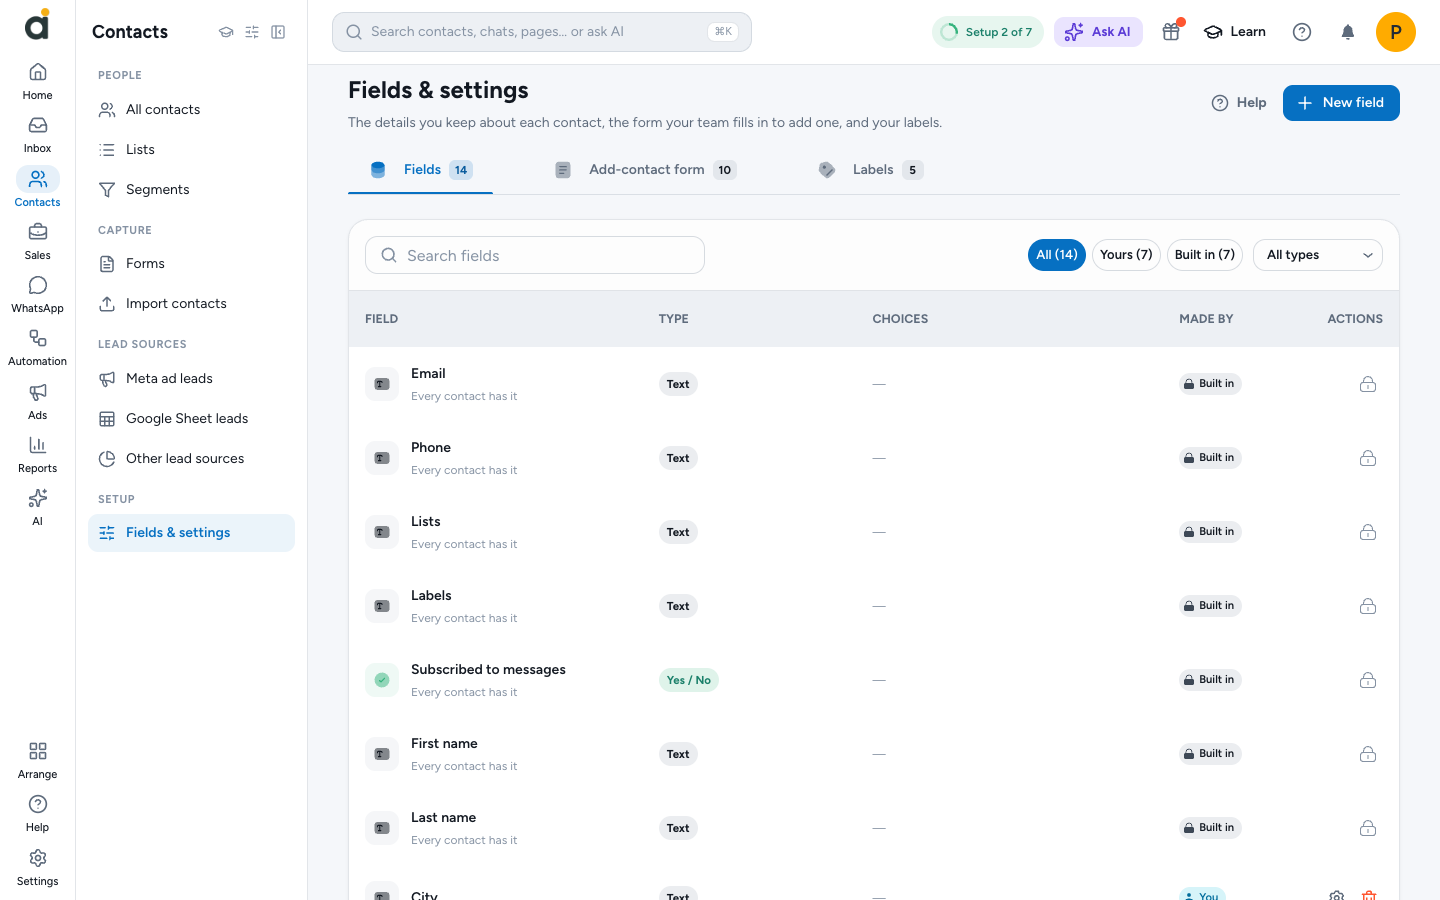 Contacts
Search contacts, chats, pages... or ask AI
⌘K
Setup 2 of 7
Ask AI
Learn
P
Home
Inbox
Contacts
Sales
WhatsApp
Automation
Ads
Reports
AI
Arrange
Help
Settings
PEOPLE
All contacts
Lists
Segments
CAPTURE
Forms
Import contacts
LEAD SOURCES
Meta ad leads
Google Sheet leads
Other lead sources
SETUP
Fields & settings
Fields & settings
The details you keep about each contact, the form your team fills in to add one, and your labels.
Help
New field
Fields 14
Add-contact form 10
Labels 5
Search fields
All (14)
Yours (7)
Built in (7)
All types
FIELD TYPE CHOICES MADE BY ACTIONS
Email
Every contact has it
Text — Built in
Phone
Every contact has it
Text — Built in
Lists
Every contact has it
Text — Built in
Labels
Every contact has it
Text — Built in
Subscribed to messages
Every contact has it
Yes / No — Built in
First name
Every contact has it
Text — Built in
Last name
Every contact has it
Text — Built in
City
Text — You